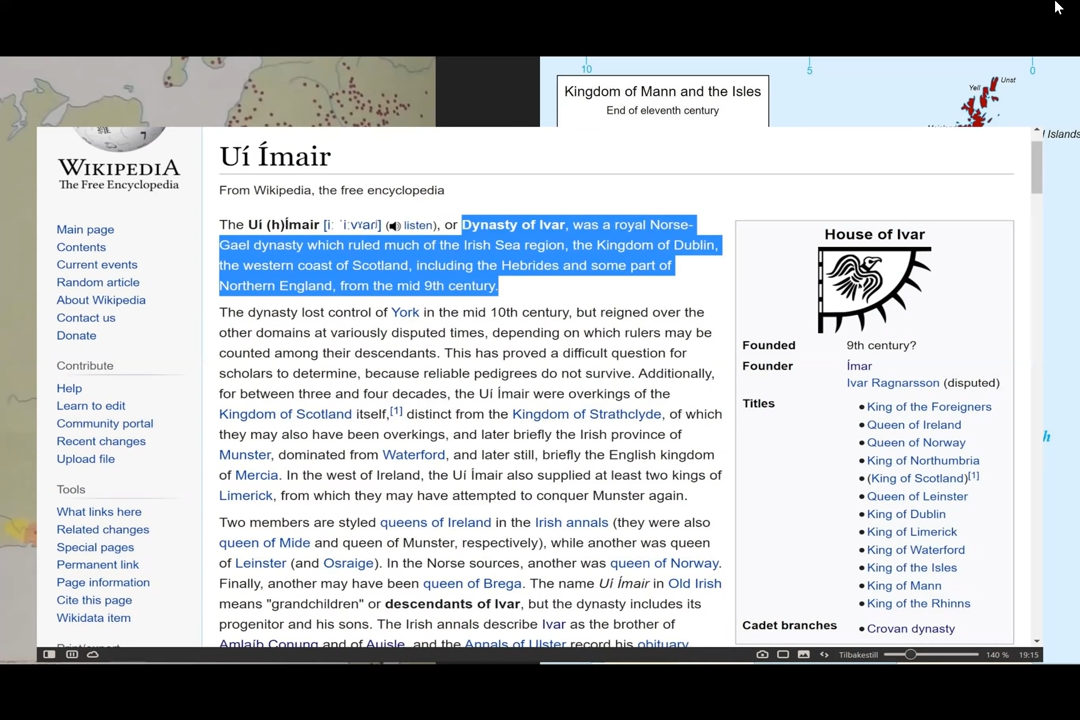 10
5
0
Kingdom of Mann and the Isles
End of eleventh century
Unst
Yell
Islands
WIKIPEDIA
The Free Encyclopedia
Main page
Contents
Current events
Random article
About Wikipedia
Contact us
Donate
Contribute
Help
Learn to edit
Community portal
Recent changes
Upload file
Tools
What links here
Related changes
Special pages
Permanent link
Page information
Cite this page
Wikidata item
Uí Ímair
From Wikipedia, the free encyclopedia
The Uí (h)Ímair [iː ˈiːvˠaɾʲ] (listen), or Dynasty of Ivar, was a royal Norse-
Gael dynasty which ruled much of the Irish Sea region, the Kingdom of Dublin,
the western coast of Scotland, including the Hebrides and some part of
Northern England, from the mid 9th century.
The dynasty lost control of York in the mid 10th century, but reigned over the
other domains at variously disputed times, depending on which rulers may be
counted among their descendants. This has proved a difficult question for
scholars to determine, because reliable pedigrees do not survive. Additionally,
for between three and four decades, the Uí Ímair were overkings of the
Kingdom of Scotland itself,[1] distinct from the Kingdom of Strathclyde, of which
they may also have been overkings, and later briefly the Irish province of
Munster, dominated from Waterford, and later still, briefly the English kingdom
of Mercia. In the west of Ireland, the Uí Ímair also supplied at least two kings of
Limerick, from which they may have attempted to conquer Munster again.
Two members are styled queens of Ireland in the Irish annals (they were also
queen of Mide and queen of Munster, respectively), while another was queen
of Leinster (and Osraige). In the Norse sources, another was queen of Norway.
Finally, another may have been queen of Brega. The name Uí Ímair in Old Irish
means "grandchildren" or descendants of Ivar, but the dynasty includes its
progenitor and his sons. The Irish annals describe Ivar as the brother of
Amlaíb Conung and of Auisle, and the Annals of Ulster record his obituary
House of Ivar
Founded 9th century?
Founder Ímar
Ivar Ragnarsson (disputed)
Titles • King of the Foreigners
• Queen of Ireland
• Queen of Norway
• King of Northumbria
• (King of Scotland)[1]
• Queen of Leinster
• King of Dublin
• King of Limerick
• King of Waterford
• King of the Isles
• King of Mann
• King of the Rhinns
Cadet branches • Crovan dynasty
h
Tilbakestill 140 % 19:15